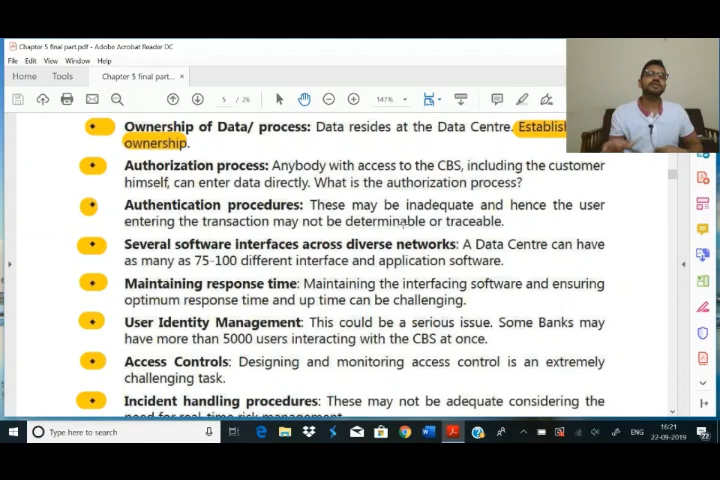 Chapter 5 final part.pdf - Adobe Acrobat Reader DC
File Edit View Window Help
Home Tools Chapter 5 final part... ×
5 / 26 147%
Ownership of Data/ process: Data resides at the Data Centre. Establish
ownership.
Authorization process: Anybody with access to the CBS, including the customer
himself, can enter data directly. What is the authorization process?
Authentication procedures: These may be inadequate and hence the user
entering the transaction may not be determinable or traceable.
Several software interfaces across diverse networks: A Data Centre can have
as many as 75-100 different interface and application software.
Maintaining response time: Maintaining the interfacing software and ensuring
optimum response time and up time can be challenging.
User Identity Management: This could be a serious issue. Some Banks may
have more than 5000 users interacting with the CBS at once.
Access Controls: Designing and monitoring access control is an extremely
challenging task.
Incident handling procedures: These may not be adequate considering the
need for real-time risk management.
Type here to search
ENG
16:21
22-09-2019